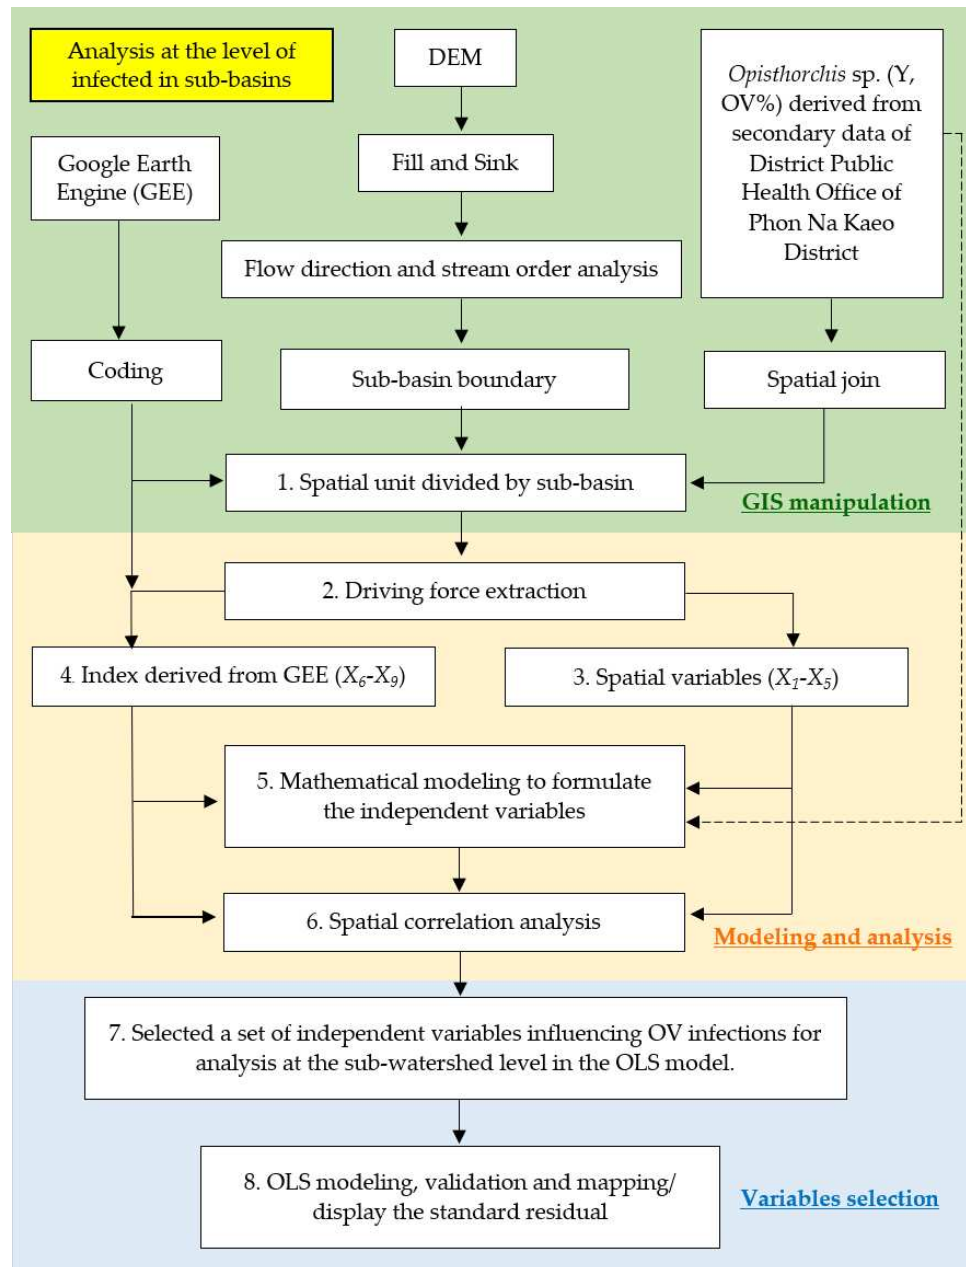 Analysis at the level of
infected in sub-basins
DEM
Opisthorchis sp. (Y,
OV%) derived from
secondary data of
District Public
Health Office of
Phon Na Kaeo
District
Google Earth
Engine (GEE)
Fill and Sink
Flow direction and stream order analysis
Coding
Sub-basin boundary
Spatial join
1. Spatial unit divided by sub-basin
GIS manipulation
2. Driving force extraction
4. Index derived from GEE (X6-X9)
3. Spatial variables (X1-X5)
5. Mathematical modeling to formulate
the independent variables
6. Spatial correlation analysis
Modeling and analysis
7. Selected a set of independent variables influencing OV infections for
analysis at the sub-watershed level in the OLS model.
8. OLS modeling, validation and mapping/
display the standard residual
Variables selection